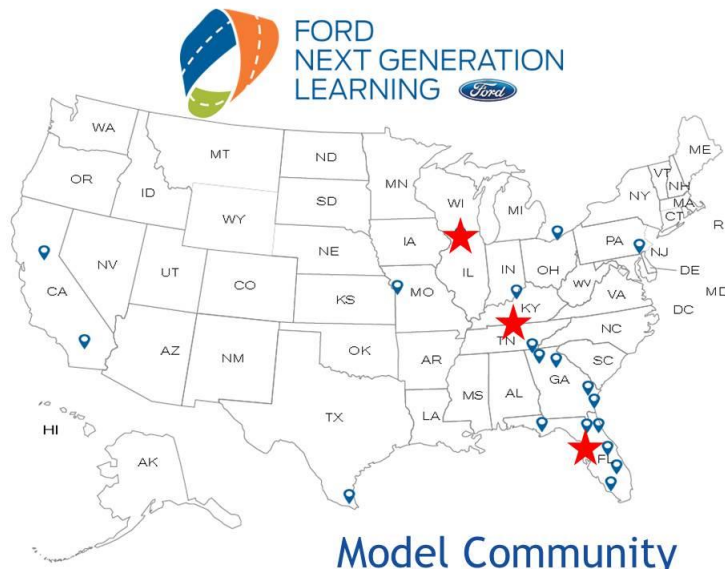 FORD
NEXT GENERATION
LEARNING Ford
WA
MT
ND
MN
ME
VT
NH
OR
ID
SD
WI
MI
NY
MA
CT
R
WY
IA
PA
NJ
NE
IL
IN
OH
DE
NV
UT
CO
WV
MD
CA
KS
MO
KY
VA
DC
AZ
NM
OK
AR
TN
NC
SC
MS
AL
GA
TX
LA
HI
AK
FL
Model Community